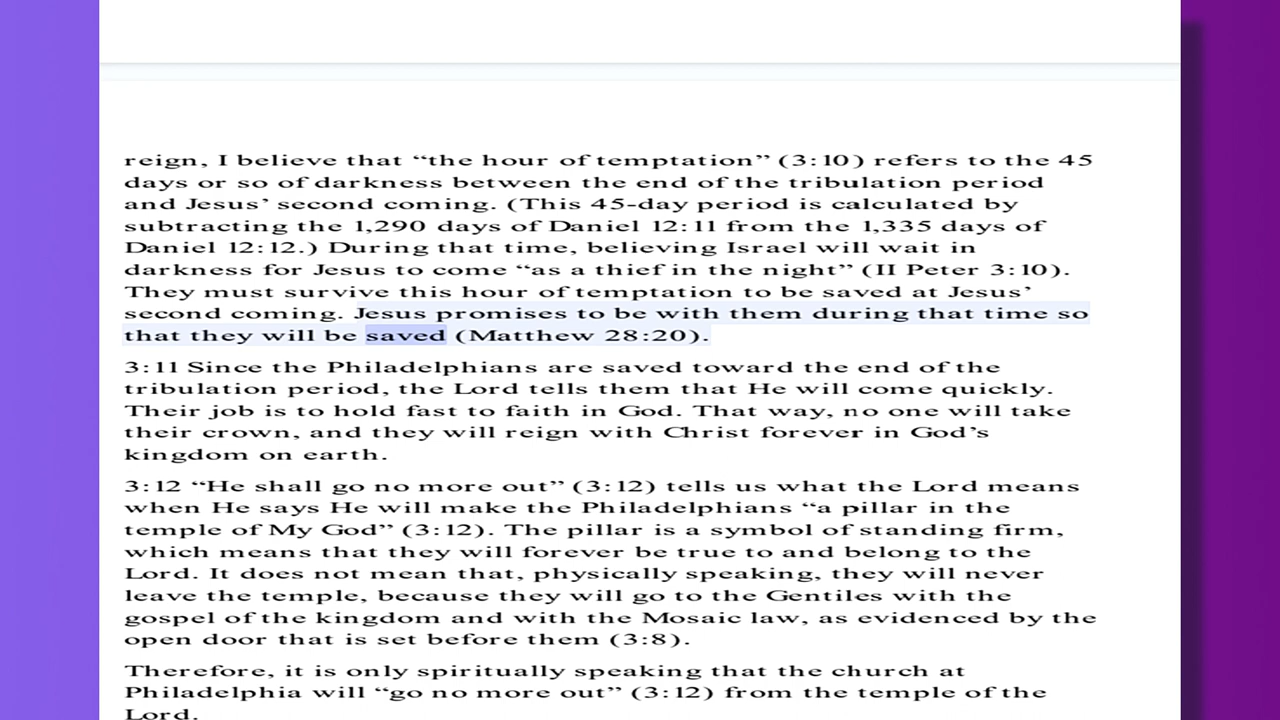 reign, I believe that “the hour of temptation” (3:10) refers to the 45
days or so of darkness between the end of the tribulation period
and Jesus’ second coming. (This 45-day period is calculated by
subtracting the 1,290 days of Daniel 12:11 from the 1,335 days of
Daniel 12:12.) During that time, believing Israel will wait in
darkness for Jesus to come “as a thief in the night” (II Peter 3:10).
They must survive this hour of temptation to be saved at Jesus’
second coming. Jesus promises to be with them during that time so
that they will be saved (Matthew 28:20).
3:11 Since the Philadelphians are saved toward the end of the
tribulation period, the Lord tells them that He will come quickly.
Their job is to hold fast to faith in God. That way, no one will take
their crown, and they will reign with Christ forever in God’s
kingdom on earth.
3:12 “He shall go no more out” (3:12) tells us what the Lord means
when He says He will make the Philadelphians “a pillar in the
temple of My God” (3:12). The pillar is a symbol of standing firm,
which means that they will forever be true to and belong to the
Lord. It does not mean that, physically speaking, they will never
leave the temple, because they will go to the Gentiles with the
gospel of the kingdom and with the Mosaic law, as evidenced by the
open door that is set before them (3:8).
Therefore, it is only spiritually speaking that the church at
Philadelphia will “go no more out” (3:12) from the temple of the
Lord.